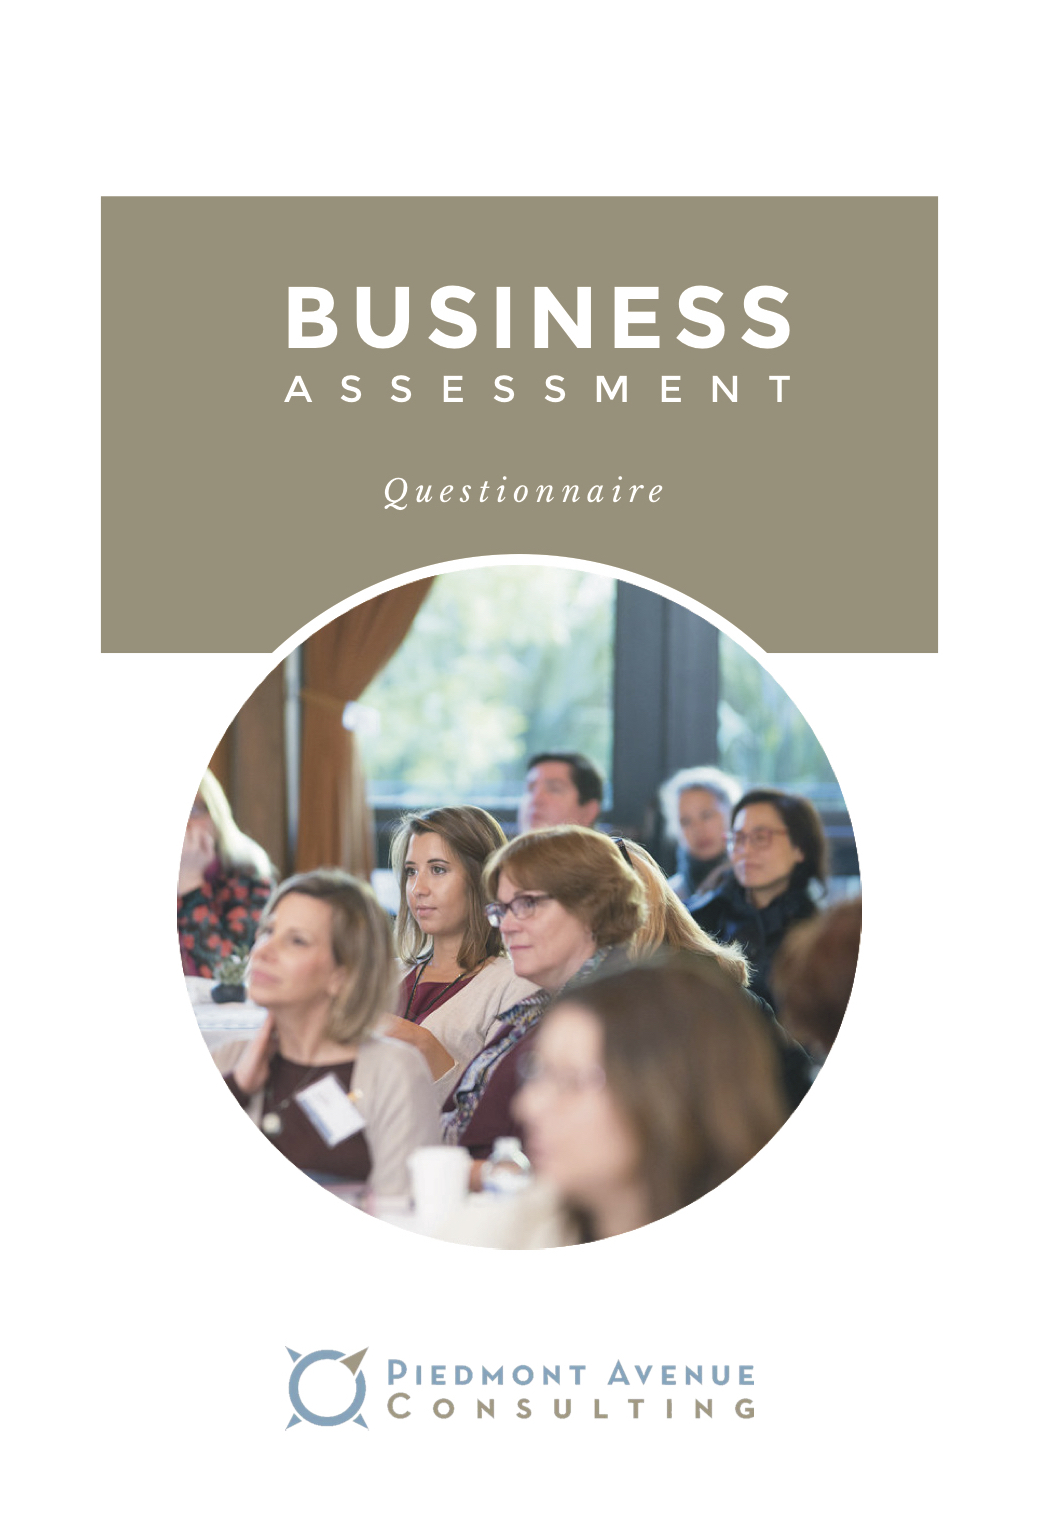 BUSINESS
ASSESSMENT
Questionnaire
PIEDMONT AVENUE
CONSULTING